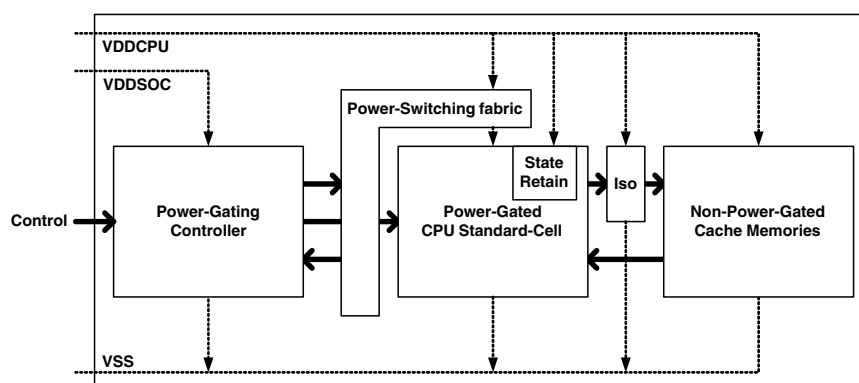 VDDCPU
VDDSOC
Power-Switching fabric
State
Retain
Iso
Control
Power-Gating
Controller
Power-Gated
CPU Standard-Cell
Non-Power-Gated
Cache Memories
VSS